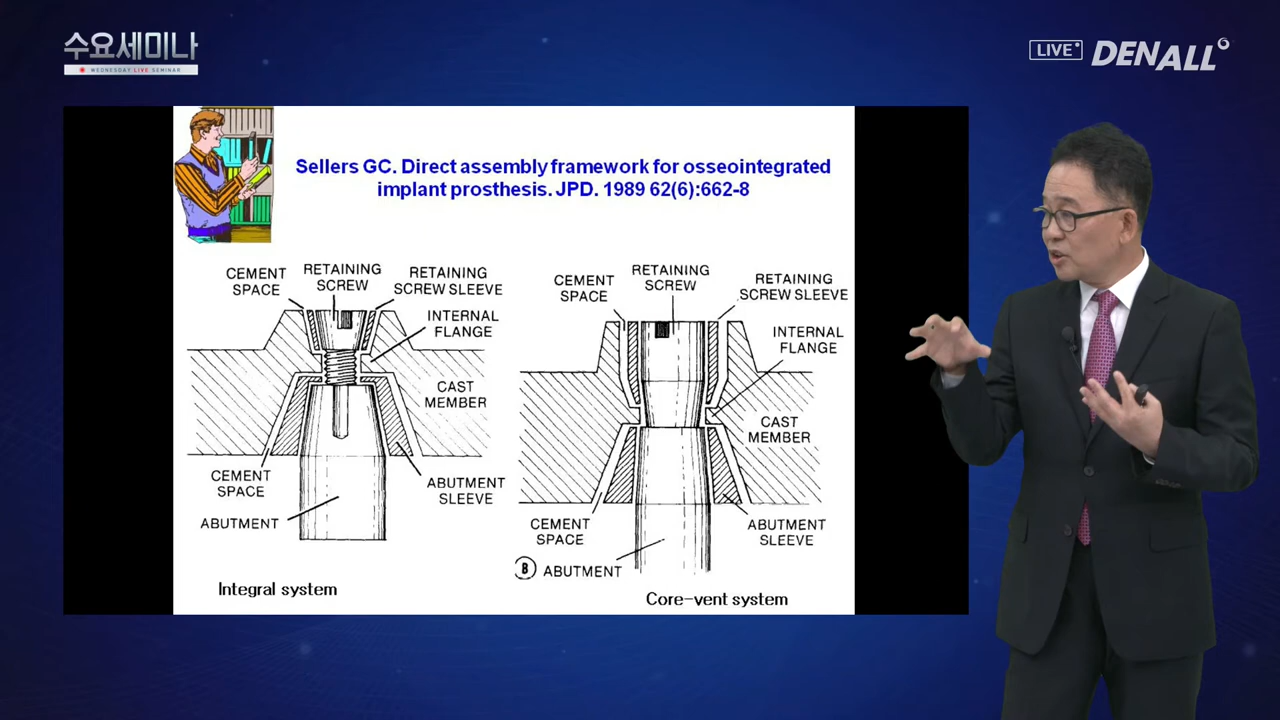 수요세미나
WEDNESDAY LIVE SEMINAR
LIVE
DENALL
Sellers GC. Direct assembly framework for osseointegrated
implant prosthesis. JPD. 1989 62(6):662-8
CEMENT
SPACE
RETAINING
SCREW
RETAINING
SCREW SLEEVE
INTERNAL
FLANGE
CAST
MEMBER
CEMENT
SPACE
ABUTMENT
SLEEVE
ABUTMENT
Integral system
CEMENT
SPACE
RETAINING
SCREW
RETAINING
SCREW SLEEVE
INTERNAL
FLANGE
CAST
MEMBER
CEMENT
SPACE
ABUTMENT
SLEEVE
B ABUTMENT
Core-vent system